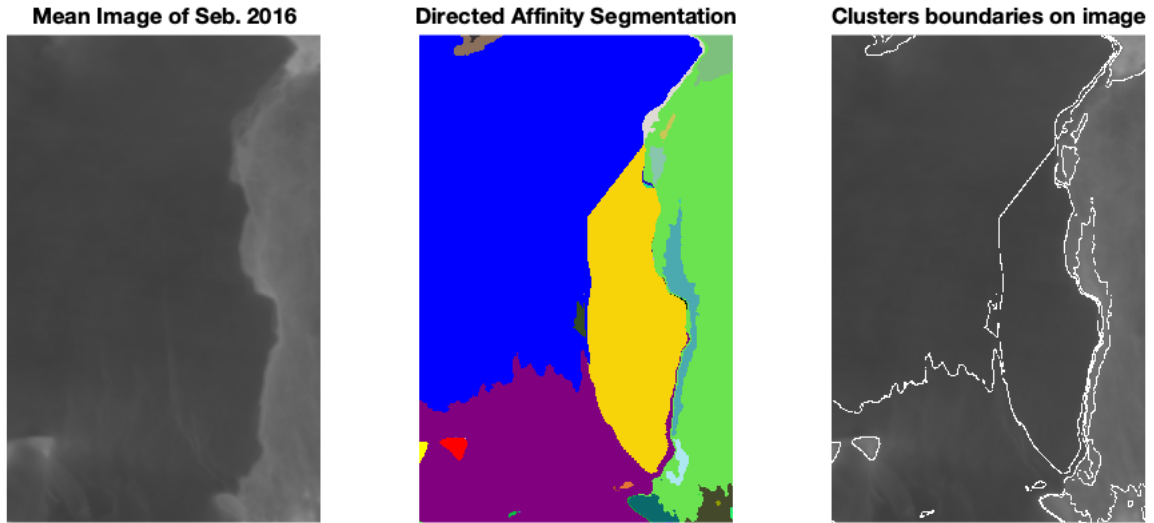 Mean Image of Seb. 2016
Directed Affinity Segmentation
Clusters boundaries on image